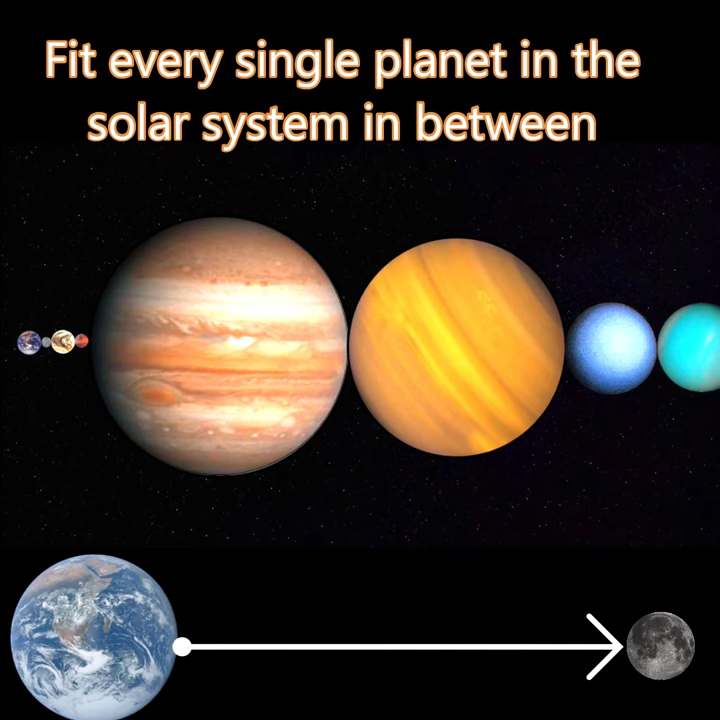 Fit every single planet in the
solar system in between